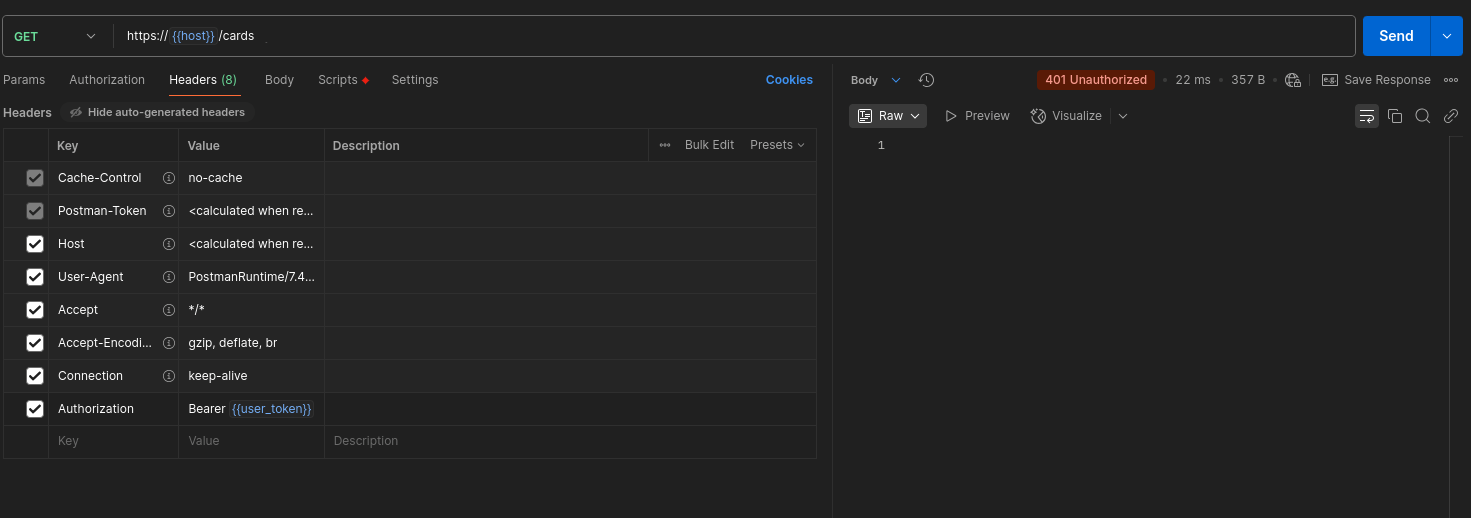 GET https:// {{host}} /cards Send
Params Authorization Headers (8) Body Scripts Settings Cookies
Headers Hide auto-generated headers
Key Value Description Bulk Edit Presets
Cache-Control no-cache
Postman-Token <calculated when re...
Host <calculated when re...
User-Agent PostmanRuntime/7.4...
Accept */*
Accept-Encodi... gzip, deflate, br
Connection keep-alive
Authorization Bearer {{user_token}}
Key Value Description
Body 401 Unauthorized 22 ms 357 B e.g. Save Response
Raw Preview Visualize
1